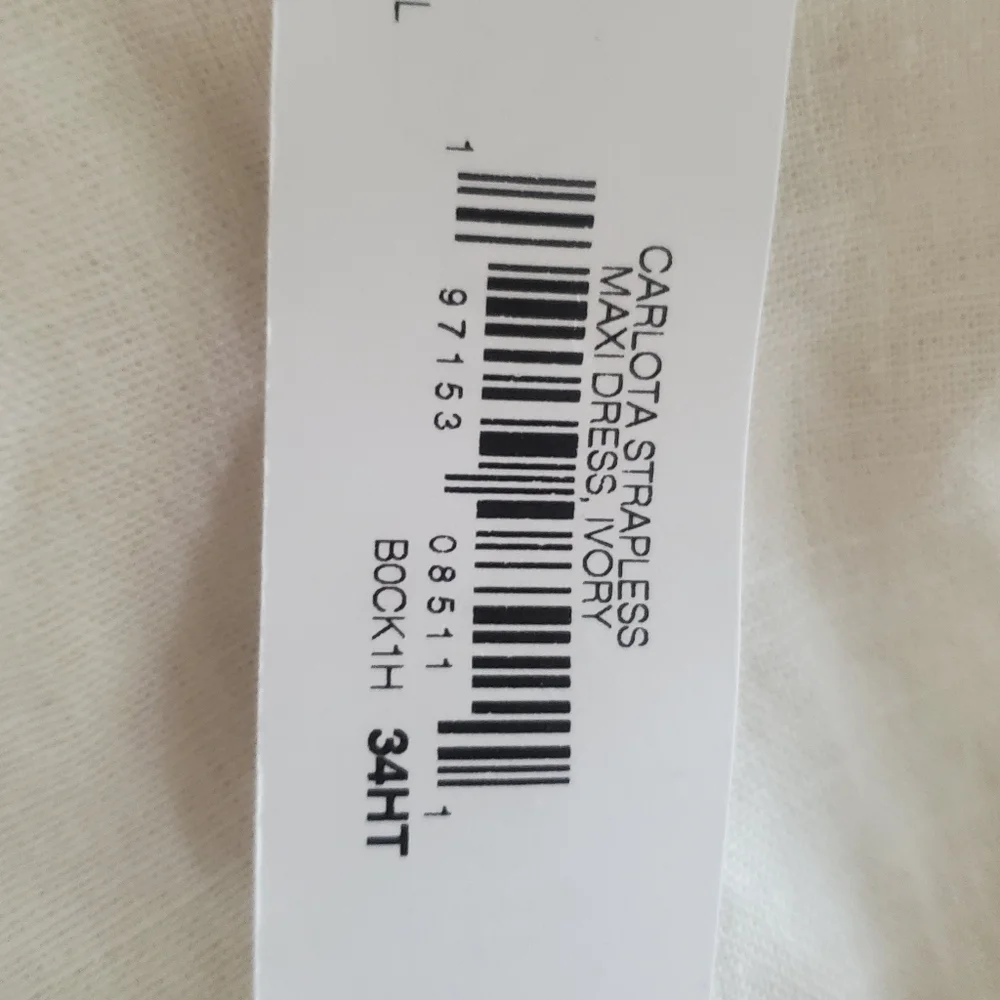 L
CARLOTA STRAPLESS
MAXI DRESS, IVORY
1 97153 08511 1
B0CK1H 34HT